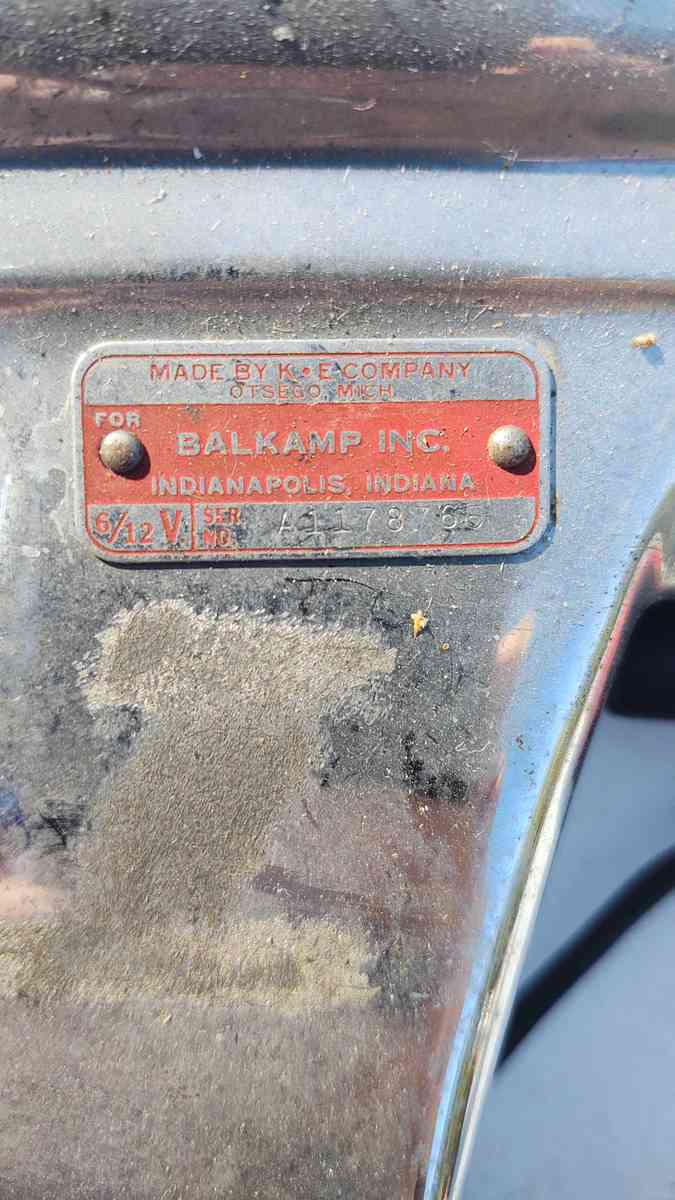 MADE BY K•E COMPANY
OTSEGO, MICH.
FOR
BALKAMP INC.
INDIANAPOLIS, INDIANA
6/12 V SER. NO.